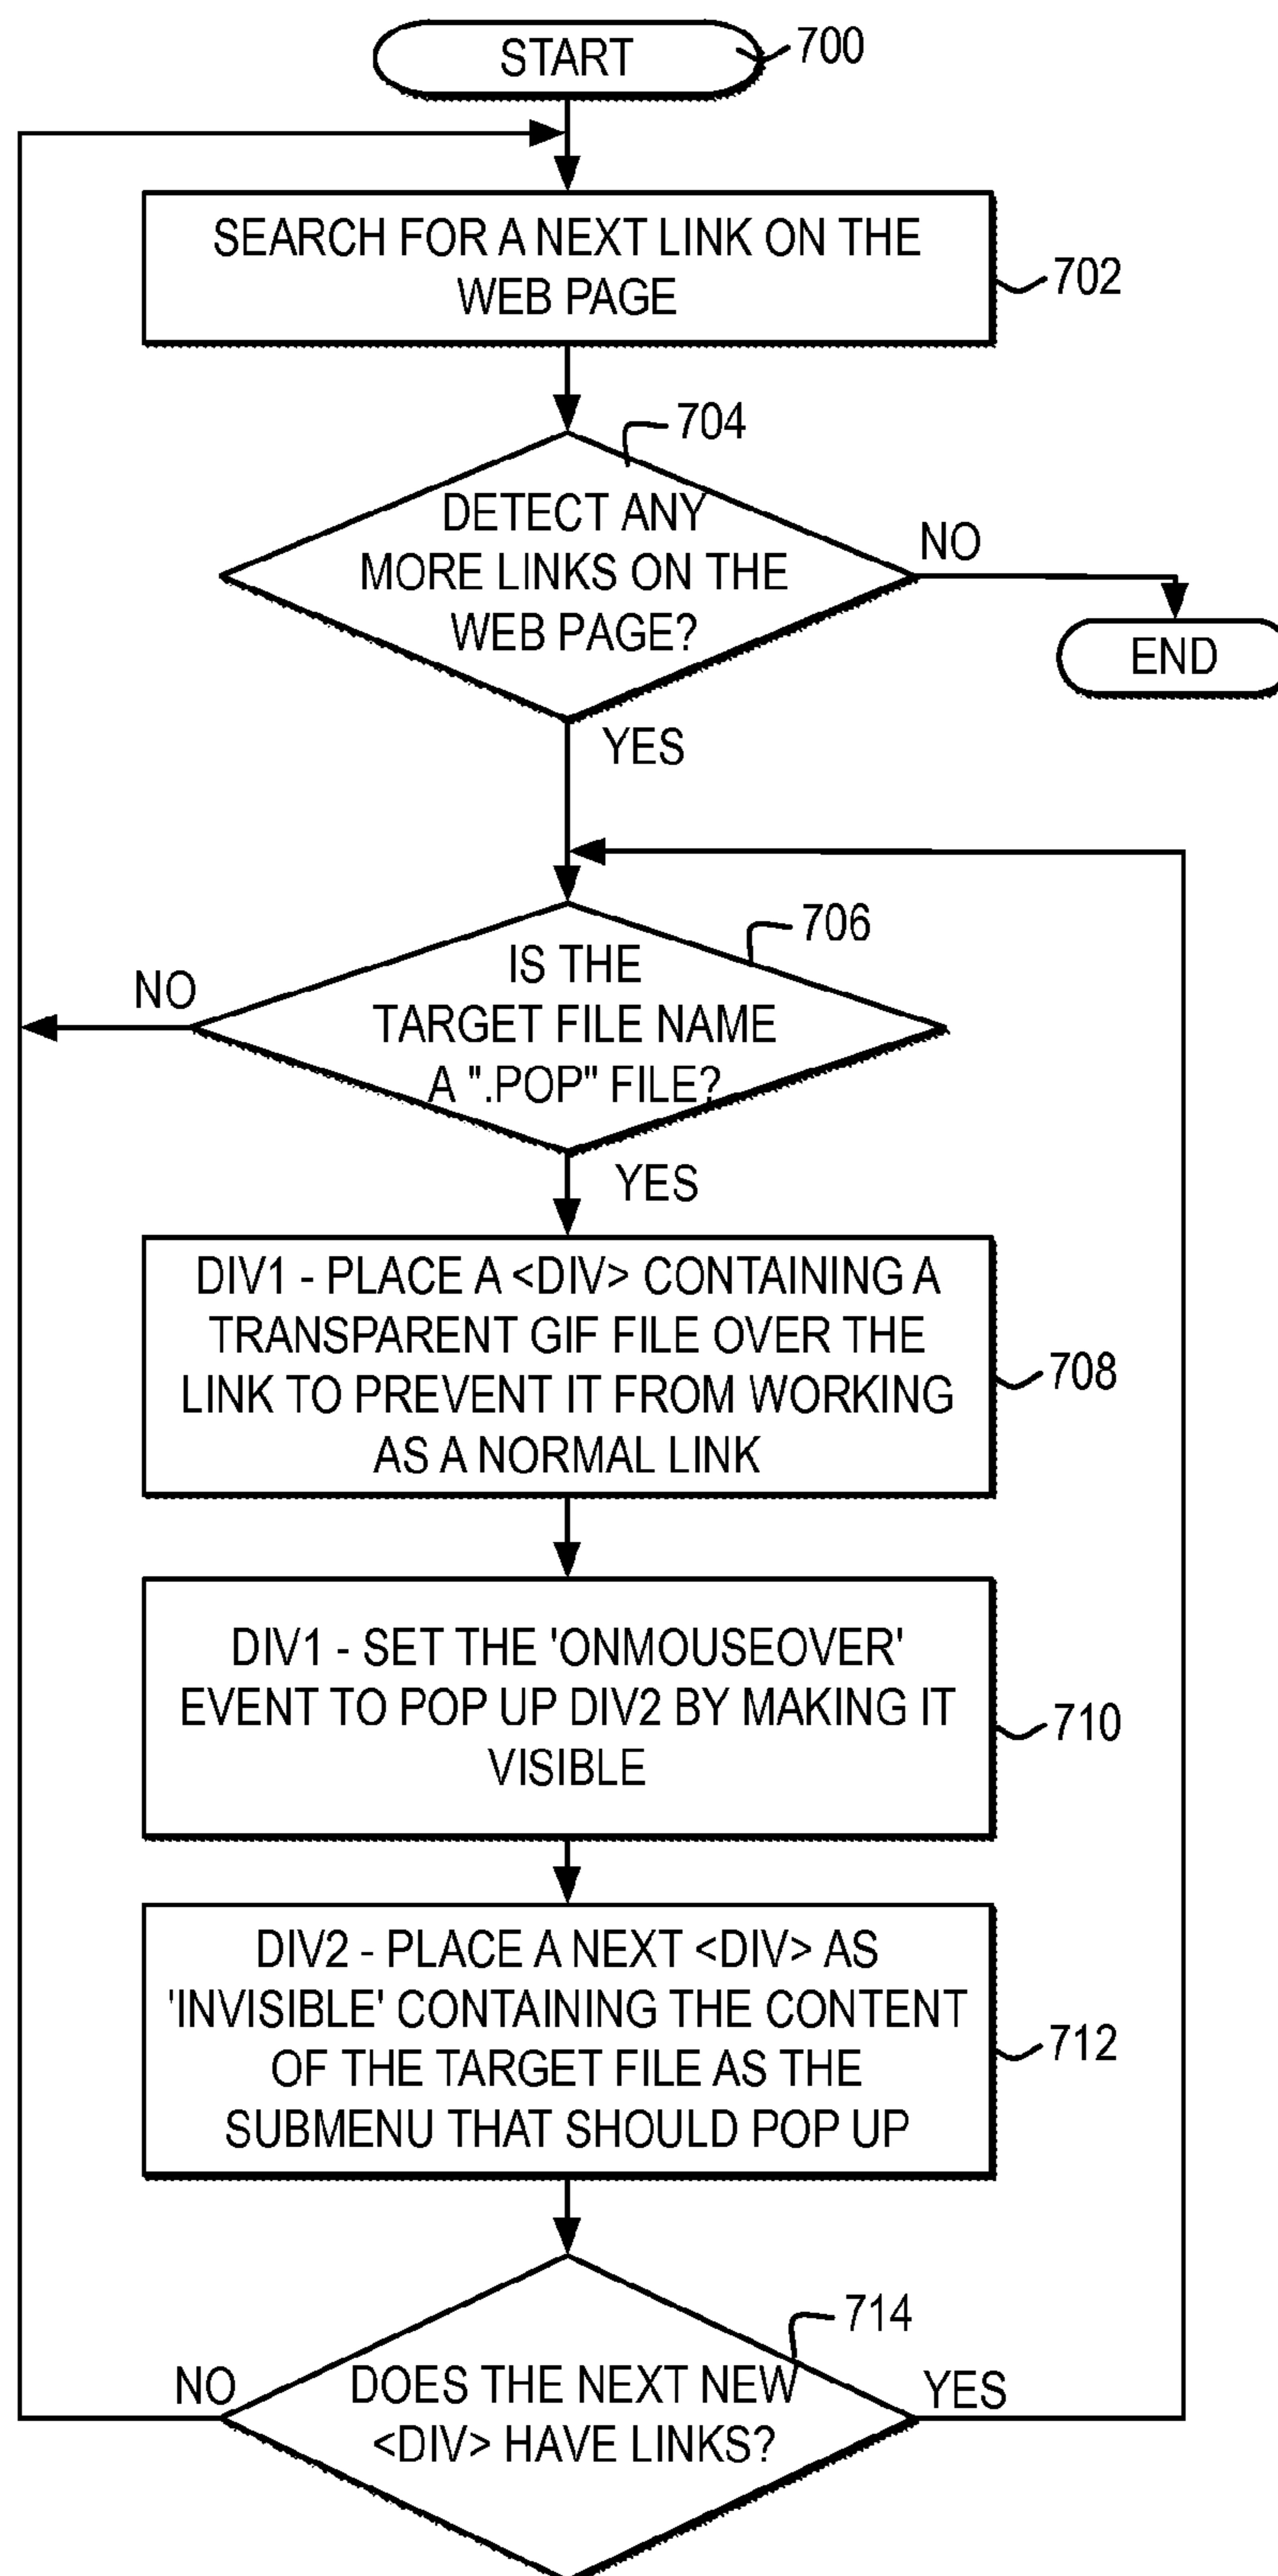 START
700
SEARCH FOR A NEXT LINK ON THE
WEB PAGE
702
704
DETECT ANY
MORE LINKS ON THE
WEB PAGE?
NO
END
YES
706
IS THE
TARGET FILE NAME
A ".POP" FILE?
NO
YES
DIV1 - PLACE A <DIV> CONTAINING A
TRANSPARENT GIF FILE OVER THE
LINK TO PREVENT IT FROM WORKING
AS A NORMAL LINK
708
DIV1 - SET THE 'ONMOUSEOVER'
EVENT TO POP UP DIV2 BY MAKING IT
VISIBLE
710
DIV2 - PLACE A NEXT <DIV> AS
'INVISIBLE' CONTAINING THE CONTENT
OF THE TARGET FILE AS THE
SUBMENU THAT SHOULD POP UP
712
714
DOES THE NEXT NEW
<DIV> HAVE LINKS?
NO
YES